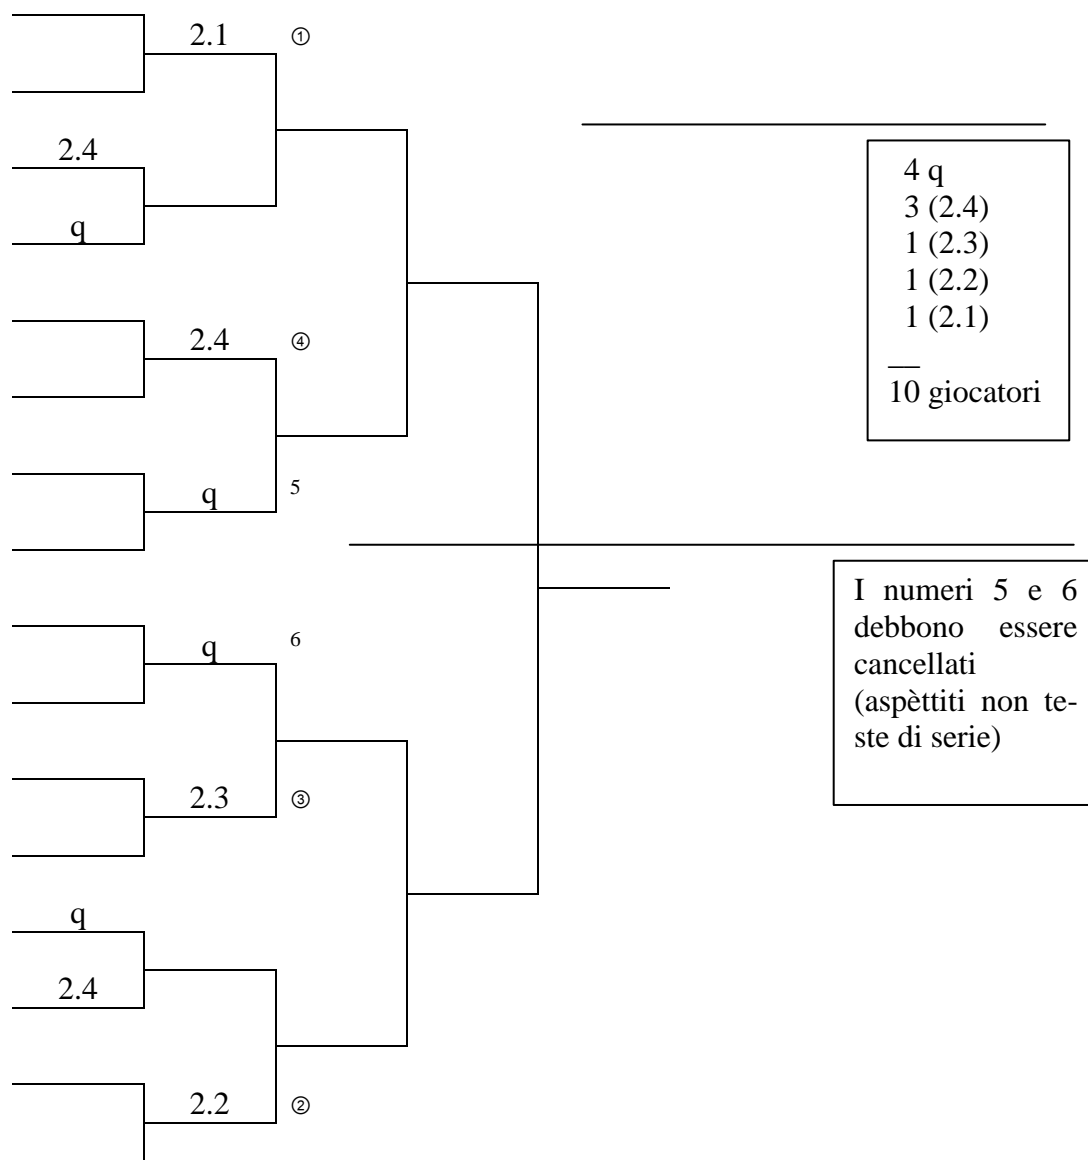 2.1 ①
2.4
q
2.4 ④
q 5
q 6
2.3 ③
q
2.4
2.2 ②
4 q
3 (2.4)
1 (2.3)
1 (2.2)
1 (2.1)
__
10 giocatori
I numeri 5 e 6
debbono essere
cancellati
(aspèttiti non te-
ste di serie)